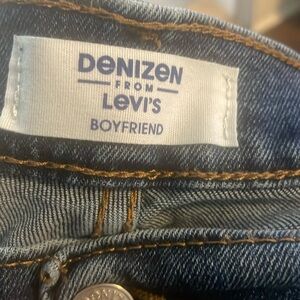 DENIZEN
FROM
LEVI'S
BOYFRIEND